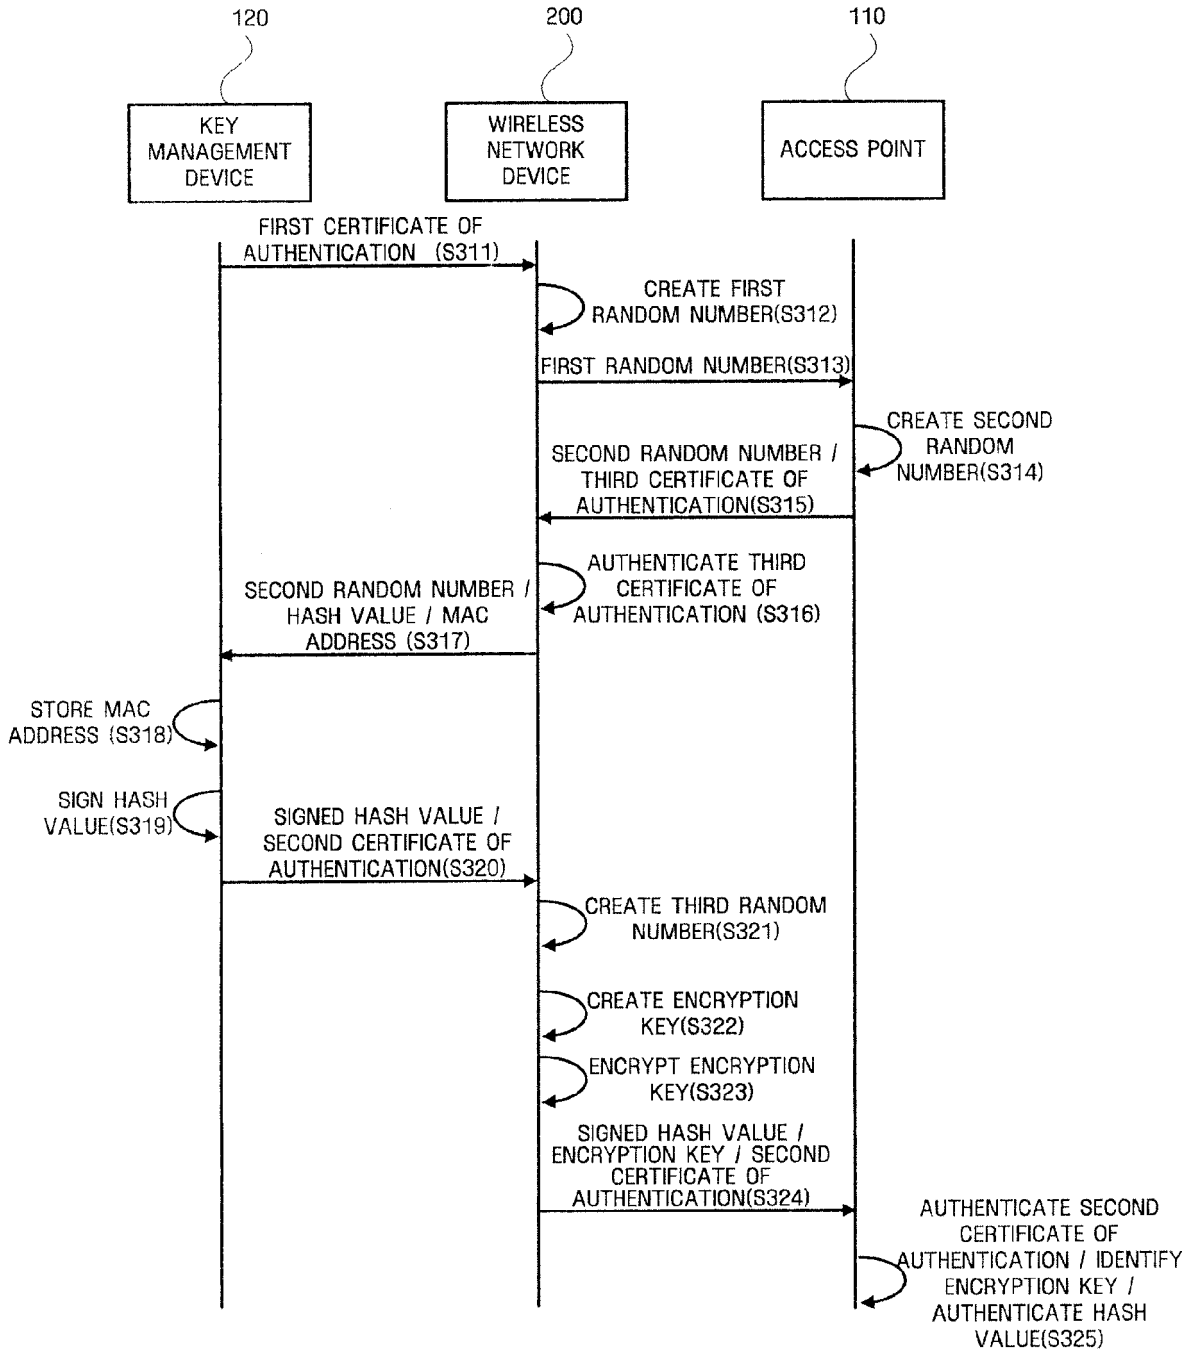 120
200
110
KEY
MANAGEMENT
DEVICE
WIRELESS
NETWORK
DEVICE
ACCESS POINT
FIRST CERTIFICATE OF
AUTHENTICATION (S311)
CREATE FIRST
RANDOM NUMBER(S312)
FIRST RANDOM NUMBER(S313)
CREATE SECOND
RANDOM
NUMBER(S314)
SECOND RANDOM NUMBER /
THIRD CERTIFICATE OF
AUTHENTICATION(S315)
AUTHENTICATE THIRD
CERTIFICATE OF
AUTHENTICATION (S316)
SECOND RANDOM NUMBER /
HASH VALUE / MAC
ADDRESS (S317)
STORE MAC
ADDRESS (S318)
SIGN HASH
VALUE(S319)
SIGNED HASH VALUE /
SECOND CERTIFICATE OF
AUTHENTICATION(S320)
CREATE THIRD RANDOM
NUMBER(S321)
CREATE ENCRYPTION
KEY(S322)
ENCRYPT ENCRYPTION
KEY(S323)
SIGNED HASH VALUE /
ENCRYPTION KEY / SECOND
CERTIFICATE OF
AUTHENTICATION(S324)
AUTHENTICATE SECOND
CERTIFICATE OF
AUTHENTICATION / IDENTIFY
ENCRYPTION KEY /
AUTHENTICATE HASH
VALUE(S325)